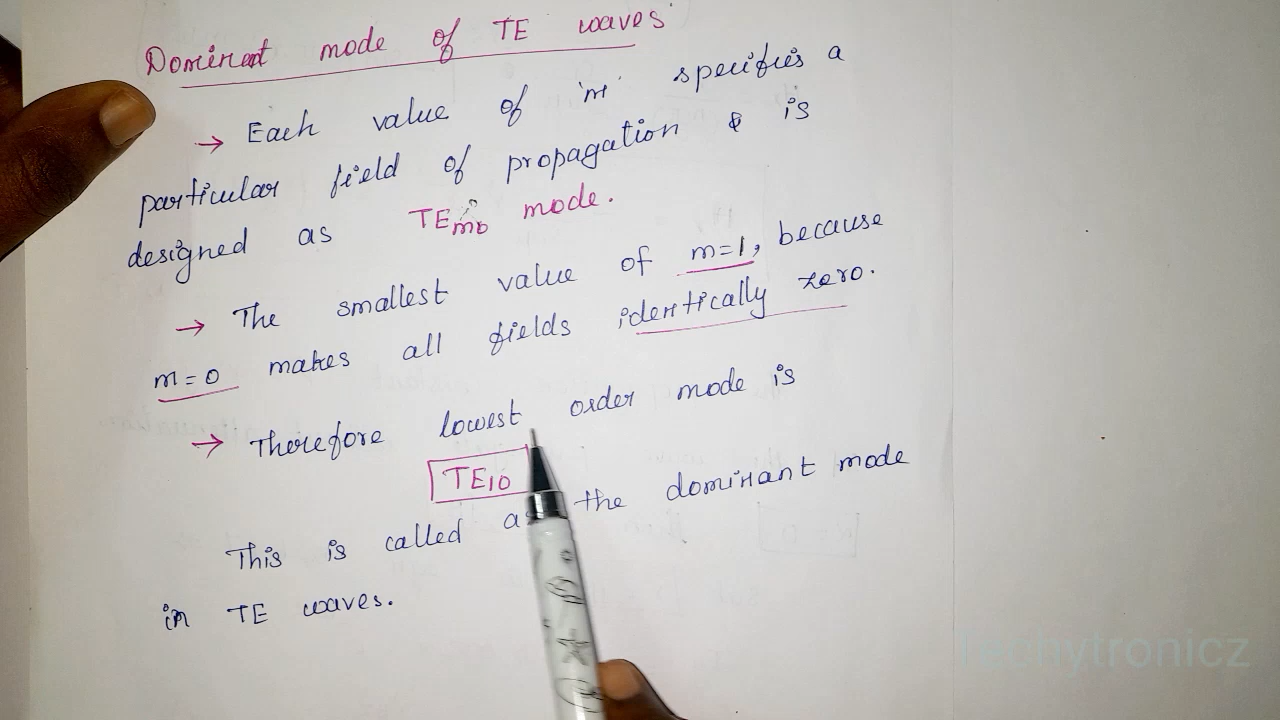 Dominant mode of TE waves
→ Each value of 'm' specifies a
particular field of propagation & is
designed as TEm0 mode.
→ The smallest value of m=1, because
m=0 makes all fields identically zero.
→ Therefore lowest order mode is
TE10
This is called as the dominant mode
in TE waves.
Tecnytronicz